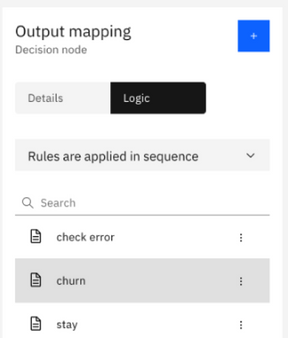 Output mapping
Decision node
+
Details
Logic
Rules are applied in sequence
Search
check error
churn
stay